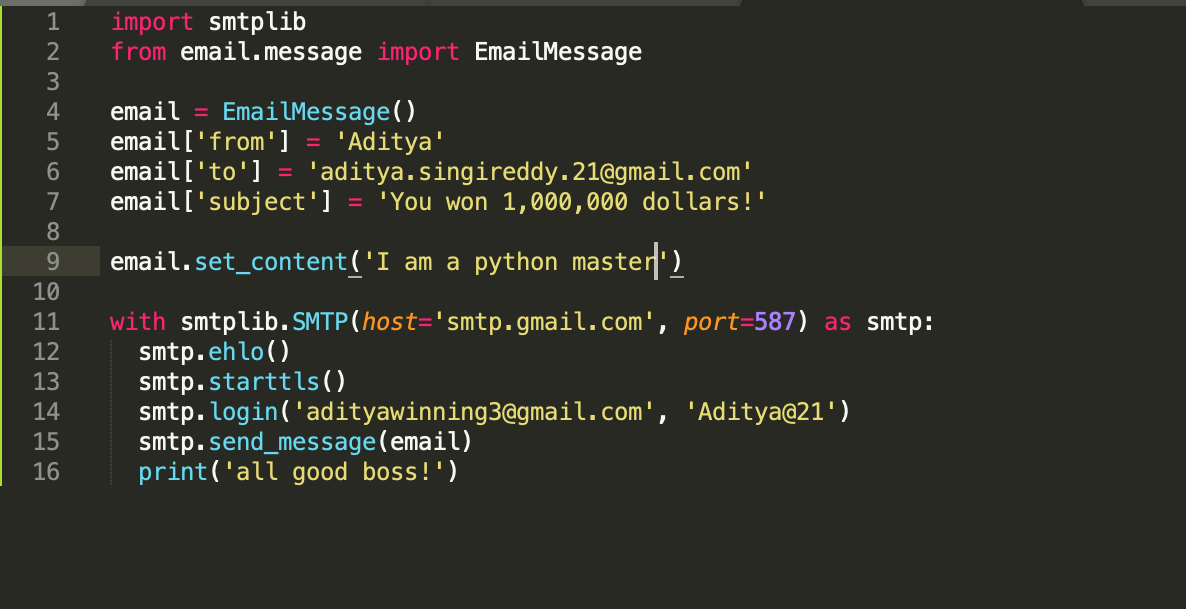 1 import smtplib
2 from email.message import EmailMessage
3
4 email = EmailMessage()
5 email['from'] = 'Aditya'
6 email['to'] = 'aditya.singireddy.21@gmail.com'
7 email['subject'] = 'You won 1,000,000 dollars!'
8
9 email.set_content('I am a python master')
10
11 with smtplib.SMTP(host='smtp.gmail.com', port=587) as smtp:
12   smtp.ehlo()
13   smtp.starttls()
14   smtp.login('adityawinning3@gmail.com', 'Aditya@21')
15   smtp.send_message(email)
16   print('all good boss!')